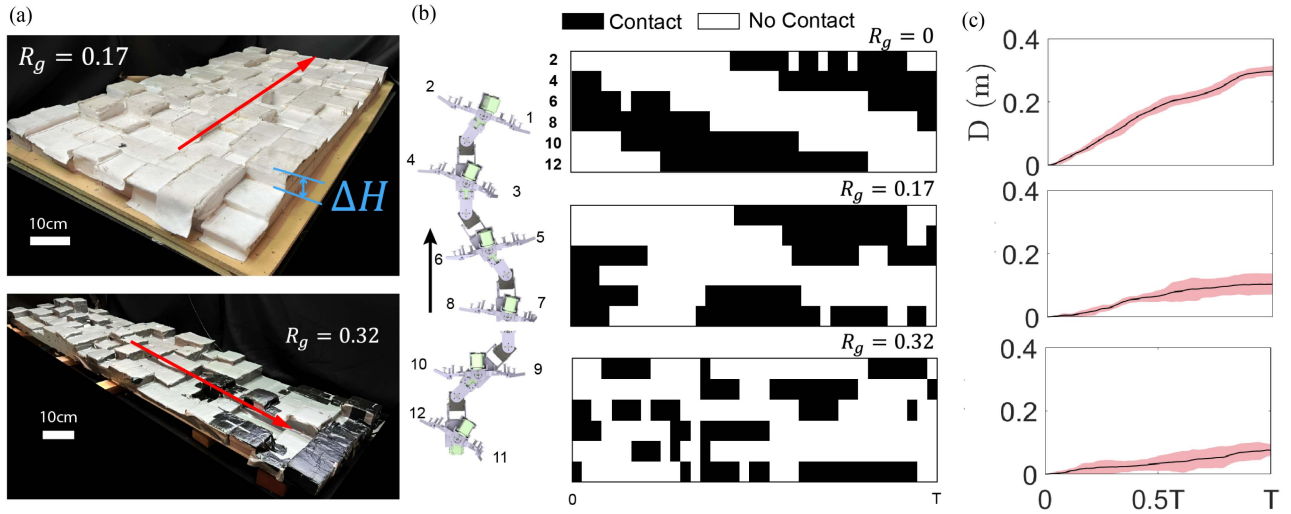 (a)
R_g = 0.17
ΔH
10cm
R_g = 0.32
10cm
(b)
Contact
No Contact
2
1
4
3
5
6
8
7
10
9
12
11
R_g = 0
2
4
6
8
10
12
R_g = 0.17
R_g = 0.32
0
T
(c)
D (m)
0.4
0.2
0
0.4
0.2
0
0.4
0.2
0
0
0.5T
T